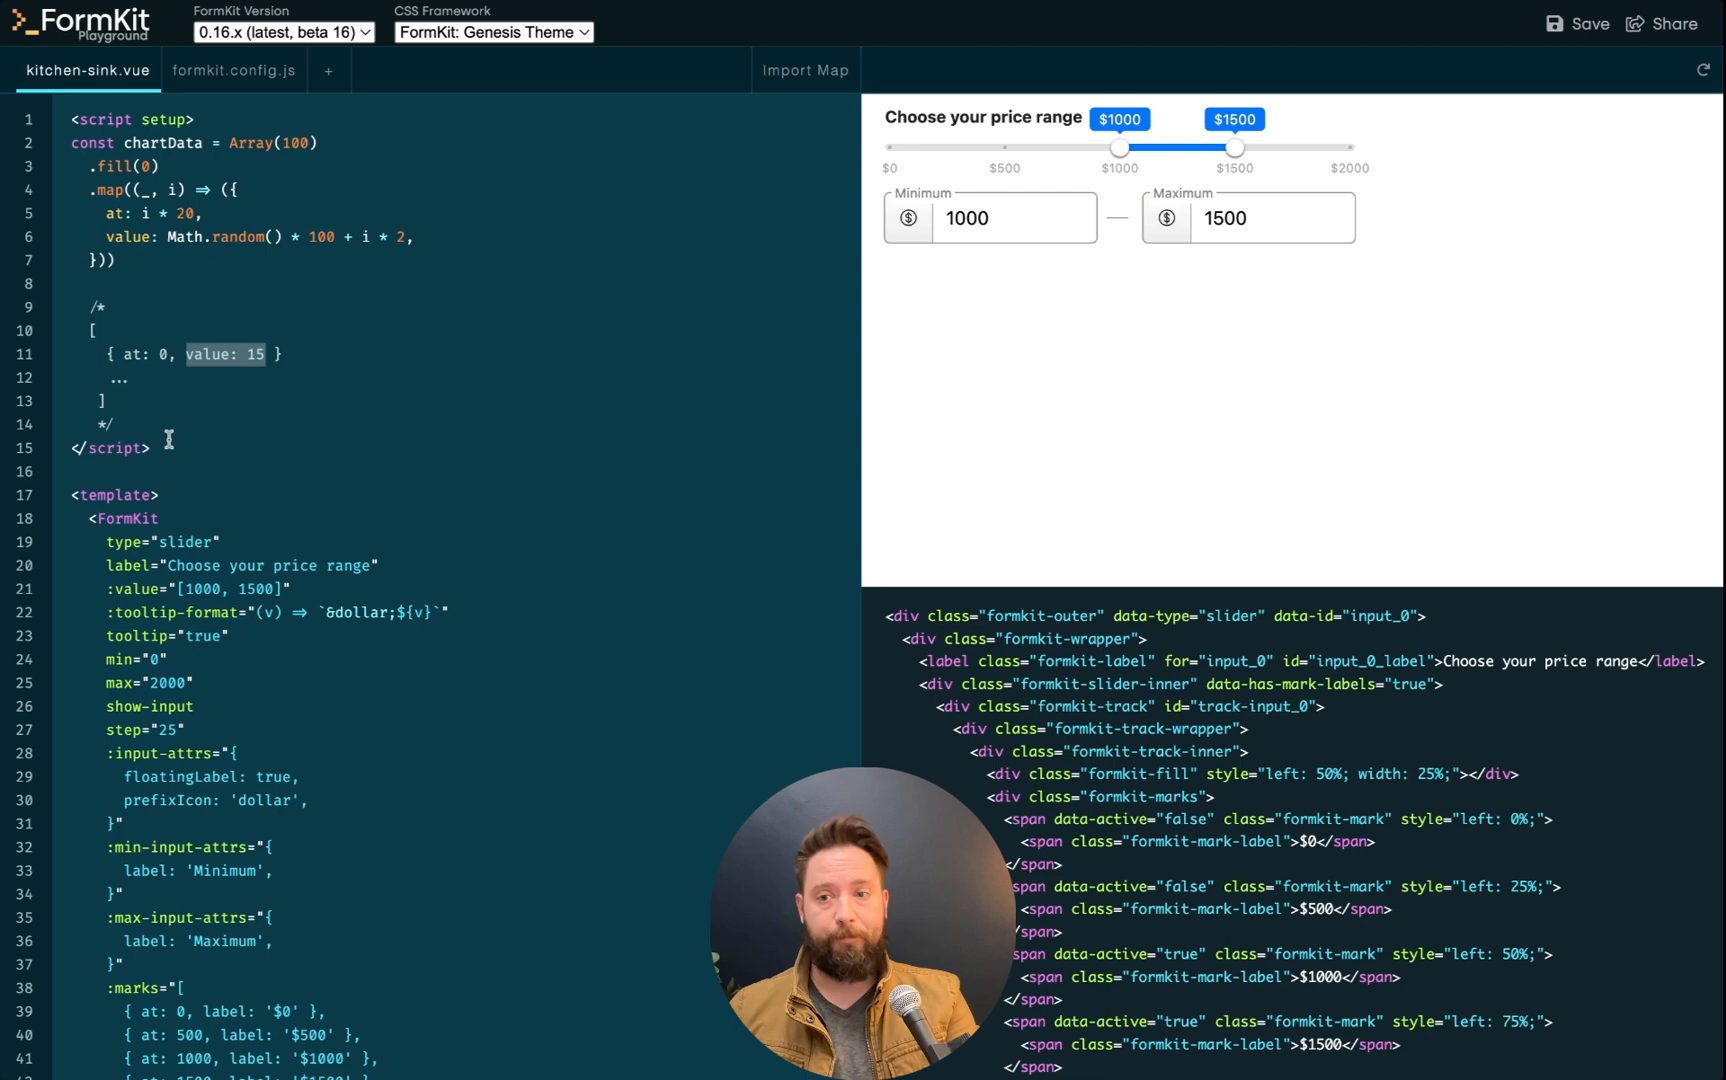 FormKit
Playground
FormKit Version
0.16.x (latest, beta 16)
CSS Framework
FormKit: Genesis Theme
Save
Share
kitchen-sink.vue
formkit.config.js
+
Import Map
1 <script setup>
2 const chartData = Array(100)
3 .fill(0)
4 .map((_, i) => ({
5 at: i * 20,
6 value: Math.random() * 100 + i * 2,
7 }))
8
9 /*
10 [
11 { at: 0, value: 15 }
12 ...
13 ]
14 */
15 </script>
16
17 <template>
18 <FormKit
19 type="slider"
20 label="Choose your price range"
21 :value="[1000, 1500]"
22 :tooltip-format="(v) => `&dollar;${v}`"
23 tooltip="true"
24 min="0"
25 max="2000"
26 show-input
27 step="25"
28 :input-attrs="{
29 floatingLabel: true,
30 prefixIcon: 'dollar',
31 }"
32 :min-input-attrs="{
33 label: 'Minimum',
34 }"
35 :max-input-attrs="{
36 label: 'Maximum',
37 }"
38 :marks="[
39 { at: 0, label: '$0' },
40 { at: 500, label: '$500' },
41 { at: 1000, label: '$1000' },
Choose your price range
$1000
$1500
$0
$500
$1000
$1500
$2000
Minimum
1000
Maximum
1500
<div class="formkit-outer" data-type="slider" data-id="input_0">
<div class="formkit-wrapper">
<label class="formkit-label" for="input_0" id="input_0_label">Choose your price range</label>
<div class="formkit-slider-inner" data-has-mark-labels="true">
<div class="formkit-track" id="track-input_0">
<div class="formkit-track-wrapper">
<div class="formkit-track-inner">
<div class="formkit-fill" style="left: 50%; width: 25%;"></div>
<div class="formkit-marks">
<span data-active="false" class="formkit-mark" style="left: 0%;">
<span class="formkit-mark-label">$0</span>
</span>
span data-active="false" class="formkit-mark" style="left: 25%;">
<span class="formkit-mark-label">$500</span>
/span>
span data-active="true" class="formkit-mark" style="left: 50%;">
<span class="formkit-mark-label">$1000</span>
</span>
<span data-active="true" class="formkit-mark" style="left: 75%;">
<span class="formkit-mark-label">$1500</span>
</span>